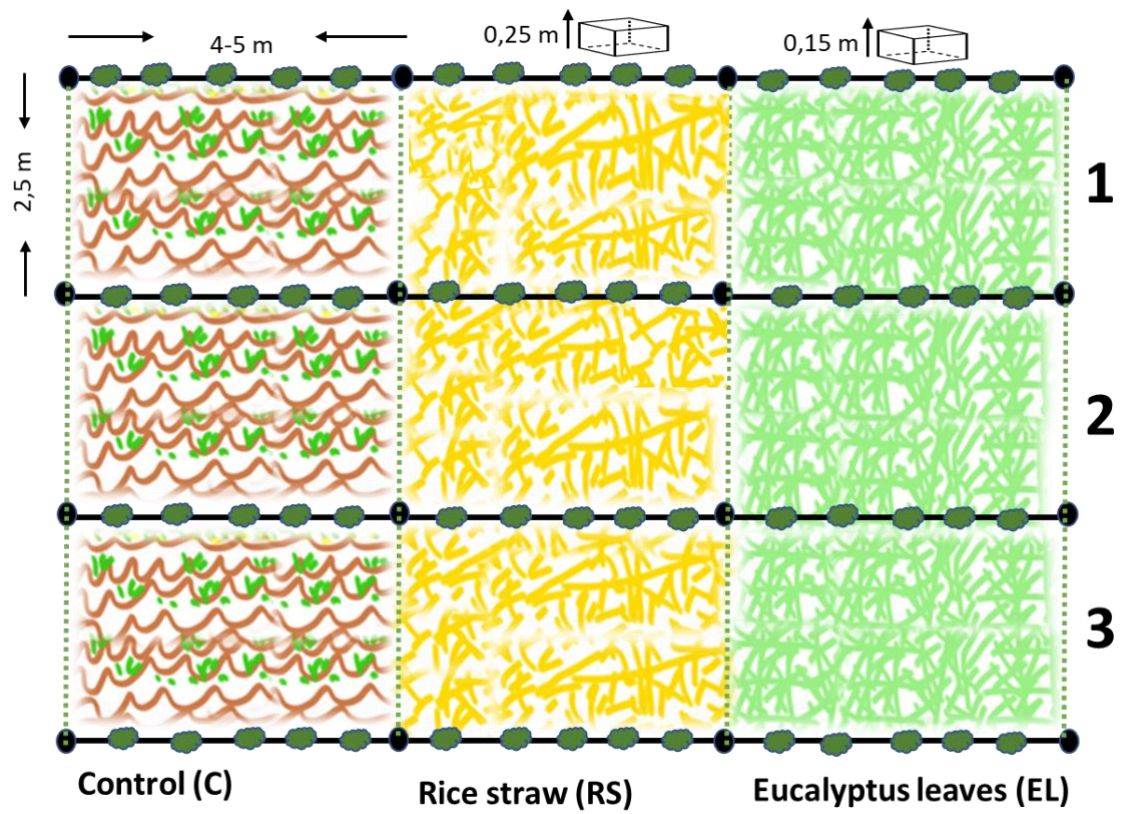 4-5 m
0,25 m
0,15 m
2,5 m
1
2
3
Control (C)
Rice straw (RS)
Eucalyptus leaves (EL)